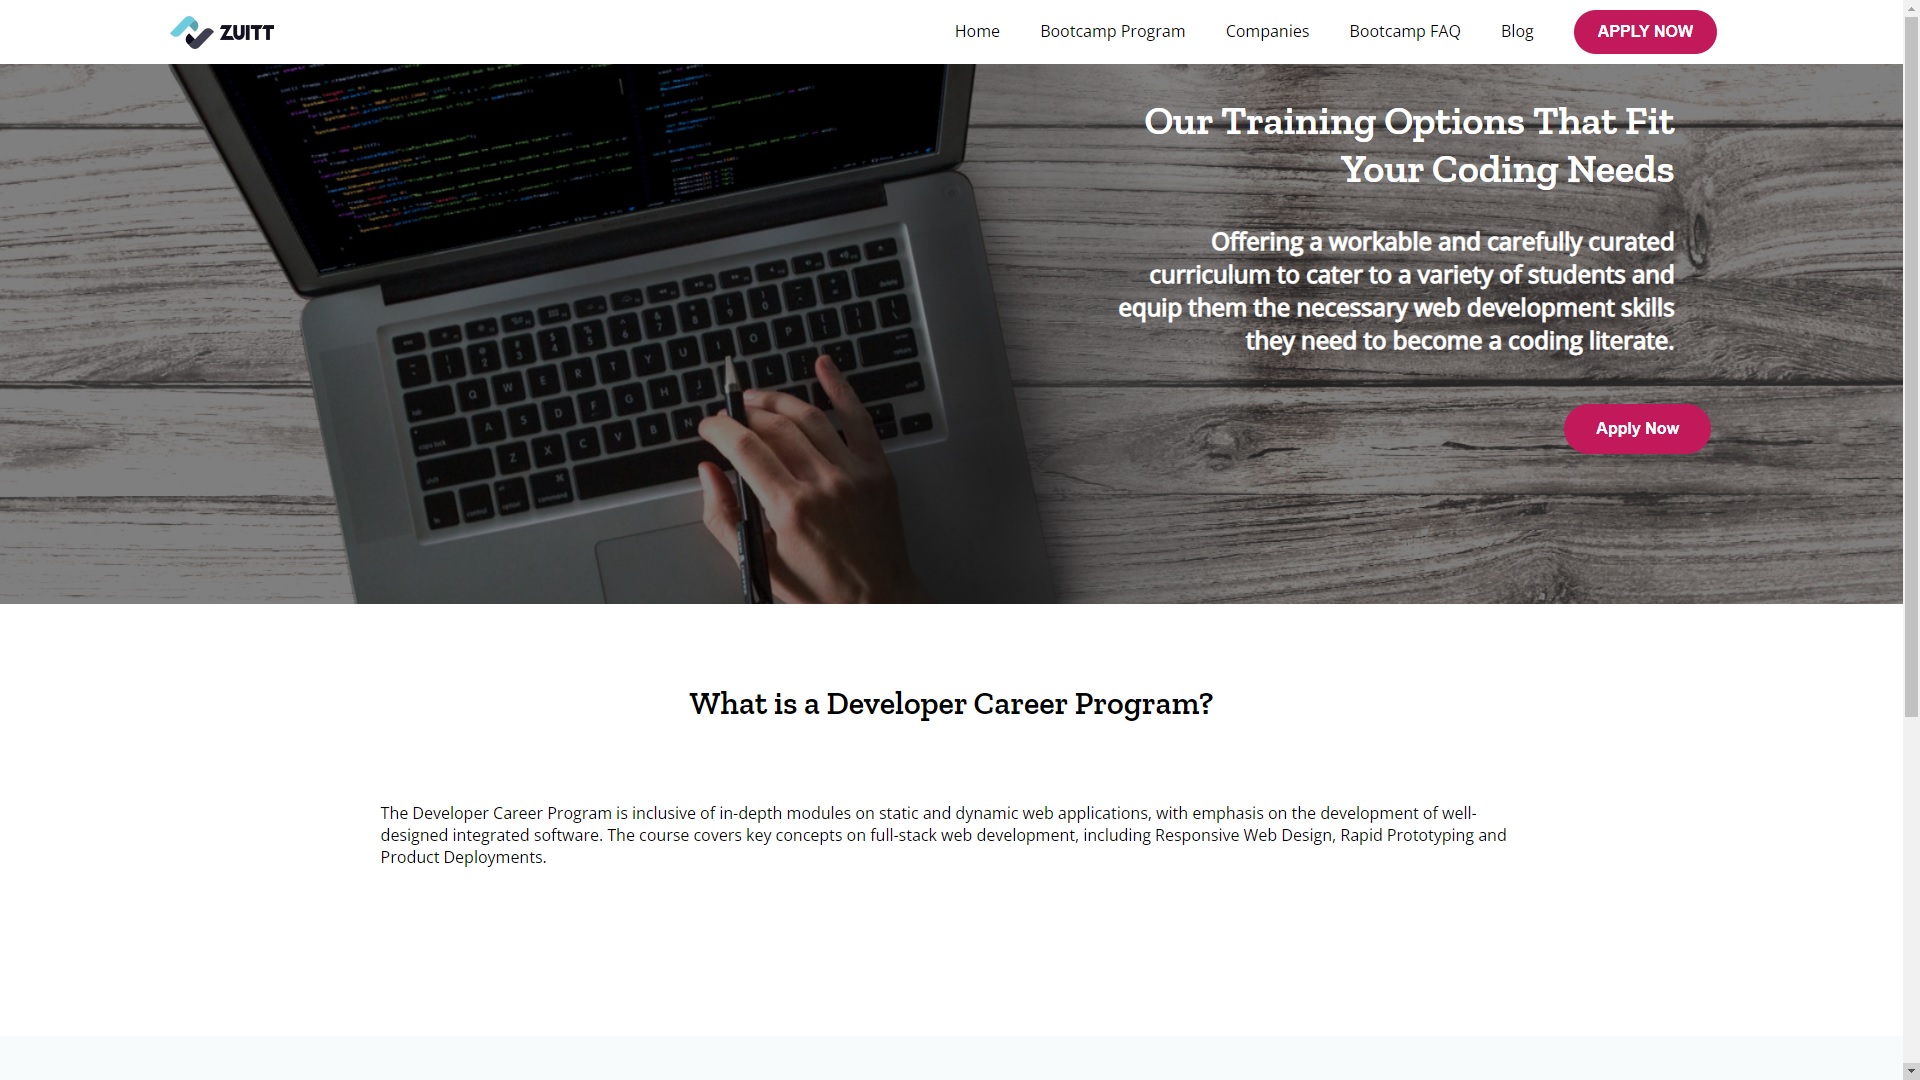 ZUITT
Home
Bootcamp Program
Companies
Bootcamp FAQ
Blog
APPLY NOW
Our Training Options That Fit
Your Coding Needs
Offering a workable and carefully curated
curriculum to cater to a variety of students and
equip them the necessary web development skills
they need to become a coding literate.
Apply Now
What is a Developer Career Program?
The Developer Career Program is inclusive of in-depth modules on static and dynamic web applications, with emphasis on the development of well-
designed integrated software. The course covers key concepts on full-stack web development, including Responsive Web Design, Rapid Prototyping and
Product Deployments.